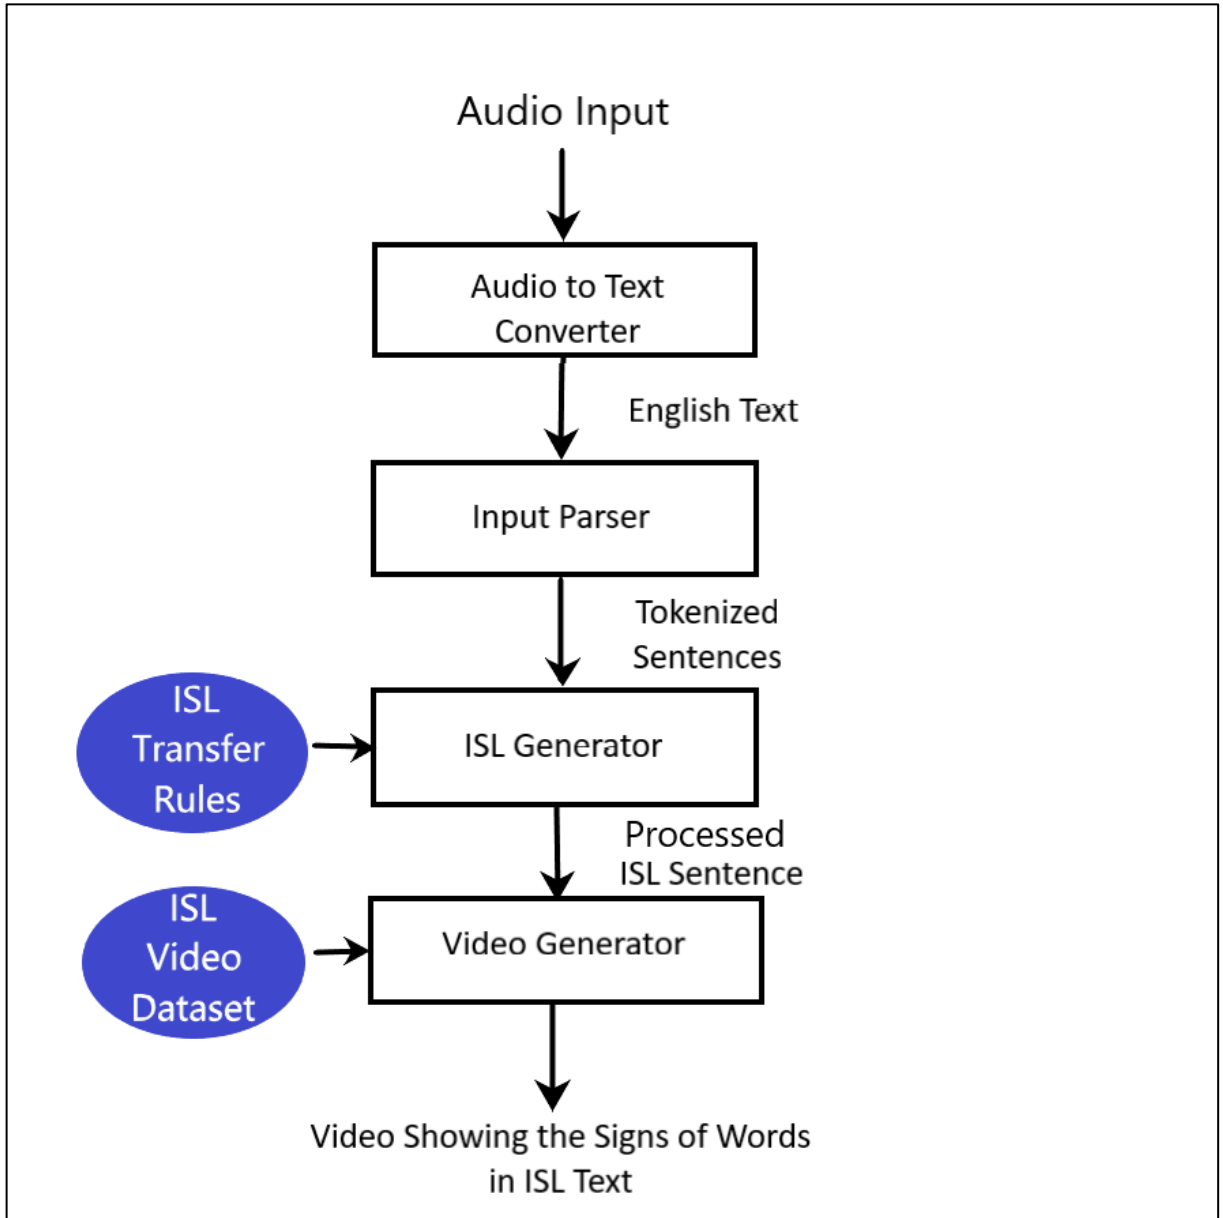 Audio Input
Audio to Text
Converter
English Text
Input Parser
Tokenized
Sentences
ISL
Transfer
Rules
ISL Generator
Processed
ISL Sentence
ISL
Video
Dataset
Video Generator
Video Showing the Signs of Words
in ISL Text